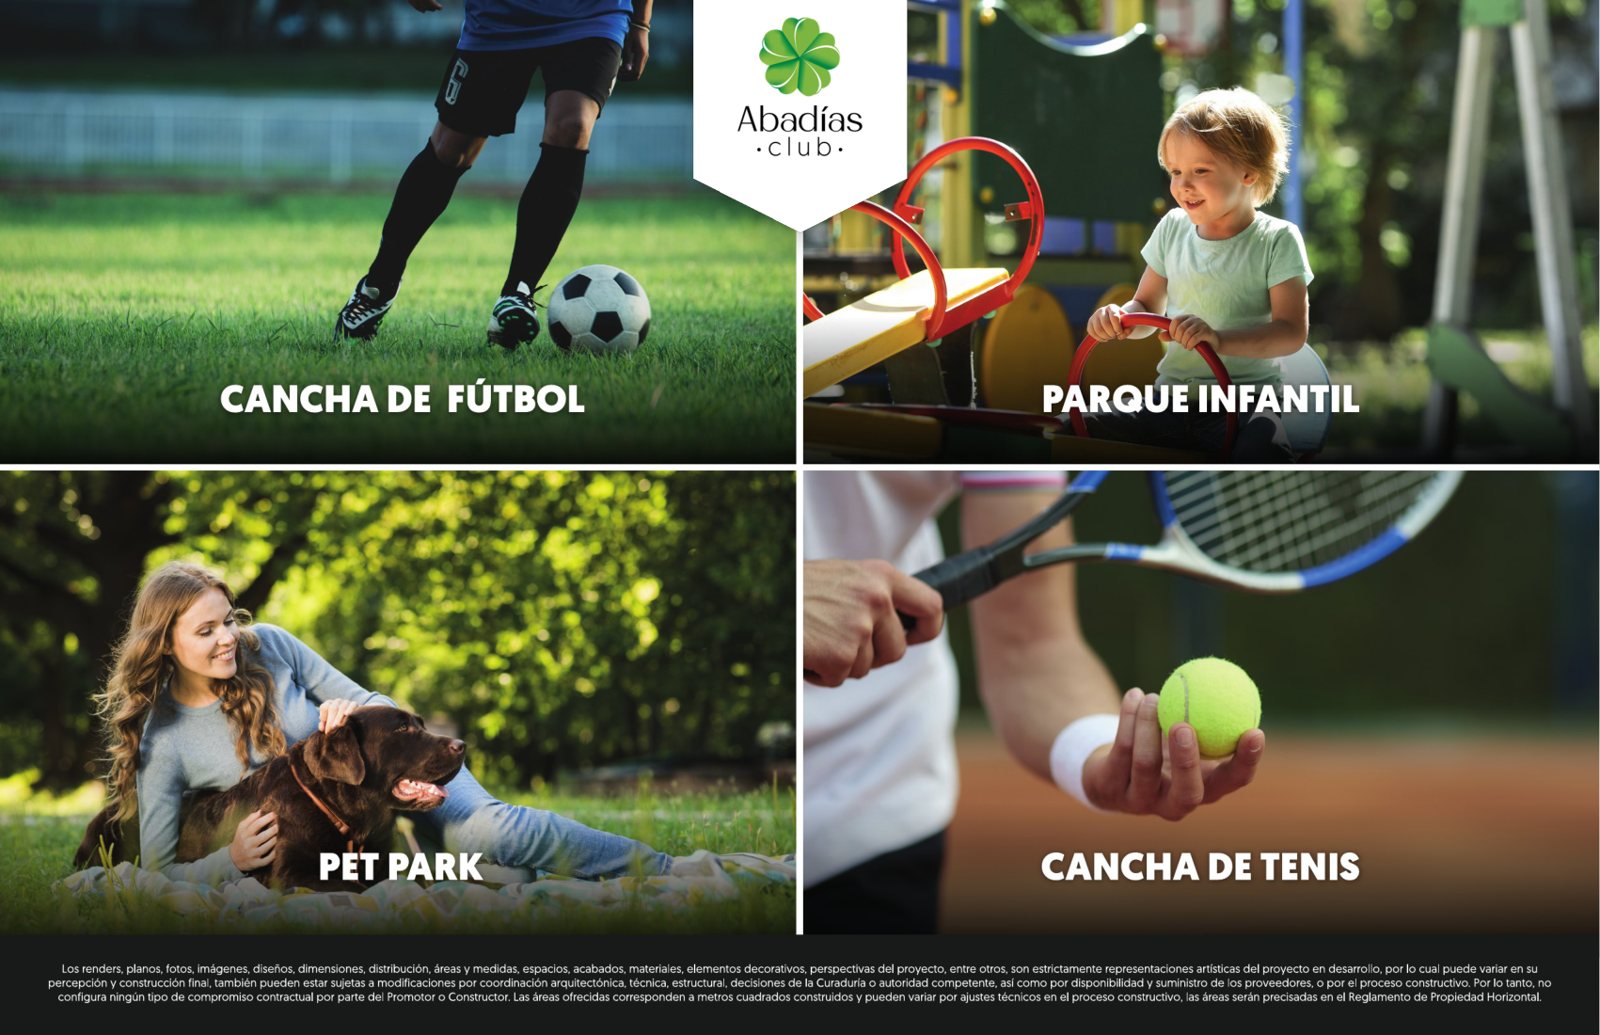 Abadías
·club·
CANCHA DE FÚTBOL
PARQUE INFANTIL
PET PARK
CANCHA DE TENIS
Los renders, planos, fotos, imágenes, diseños, dimensiones, distribución, áreas y medidas, espacios, acabados, materiales, elementos decorativos, perspectivas del proyecto, entre otros, son estrictamente representaciones artísticas del proyecto en desarrollo, por lo cual puede variar en su
percepción y construcción final, también pueden estar sujetas a modificaciones por coordinación arquitectónica, técnica, estructural, decisiones de la Curaduría o autoridad competente, así como por disponibilidad y suministro de los proveedores, o por el proceso constructivo. Por lo tanto, no
configura ningún tipo de compromiso contractual por parte del Promotor o Constructor. Las áreas ofrecidas corresponden a metros cuadrados construidos y pueden variar por ajustes técnicos en el proceso constructivo, las áreas serán precisadas en el Reglamento de Propiedad Horizontal.